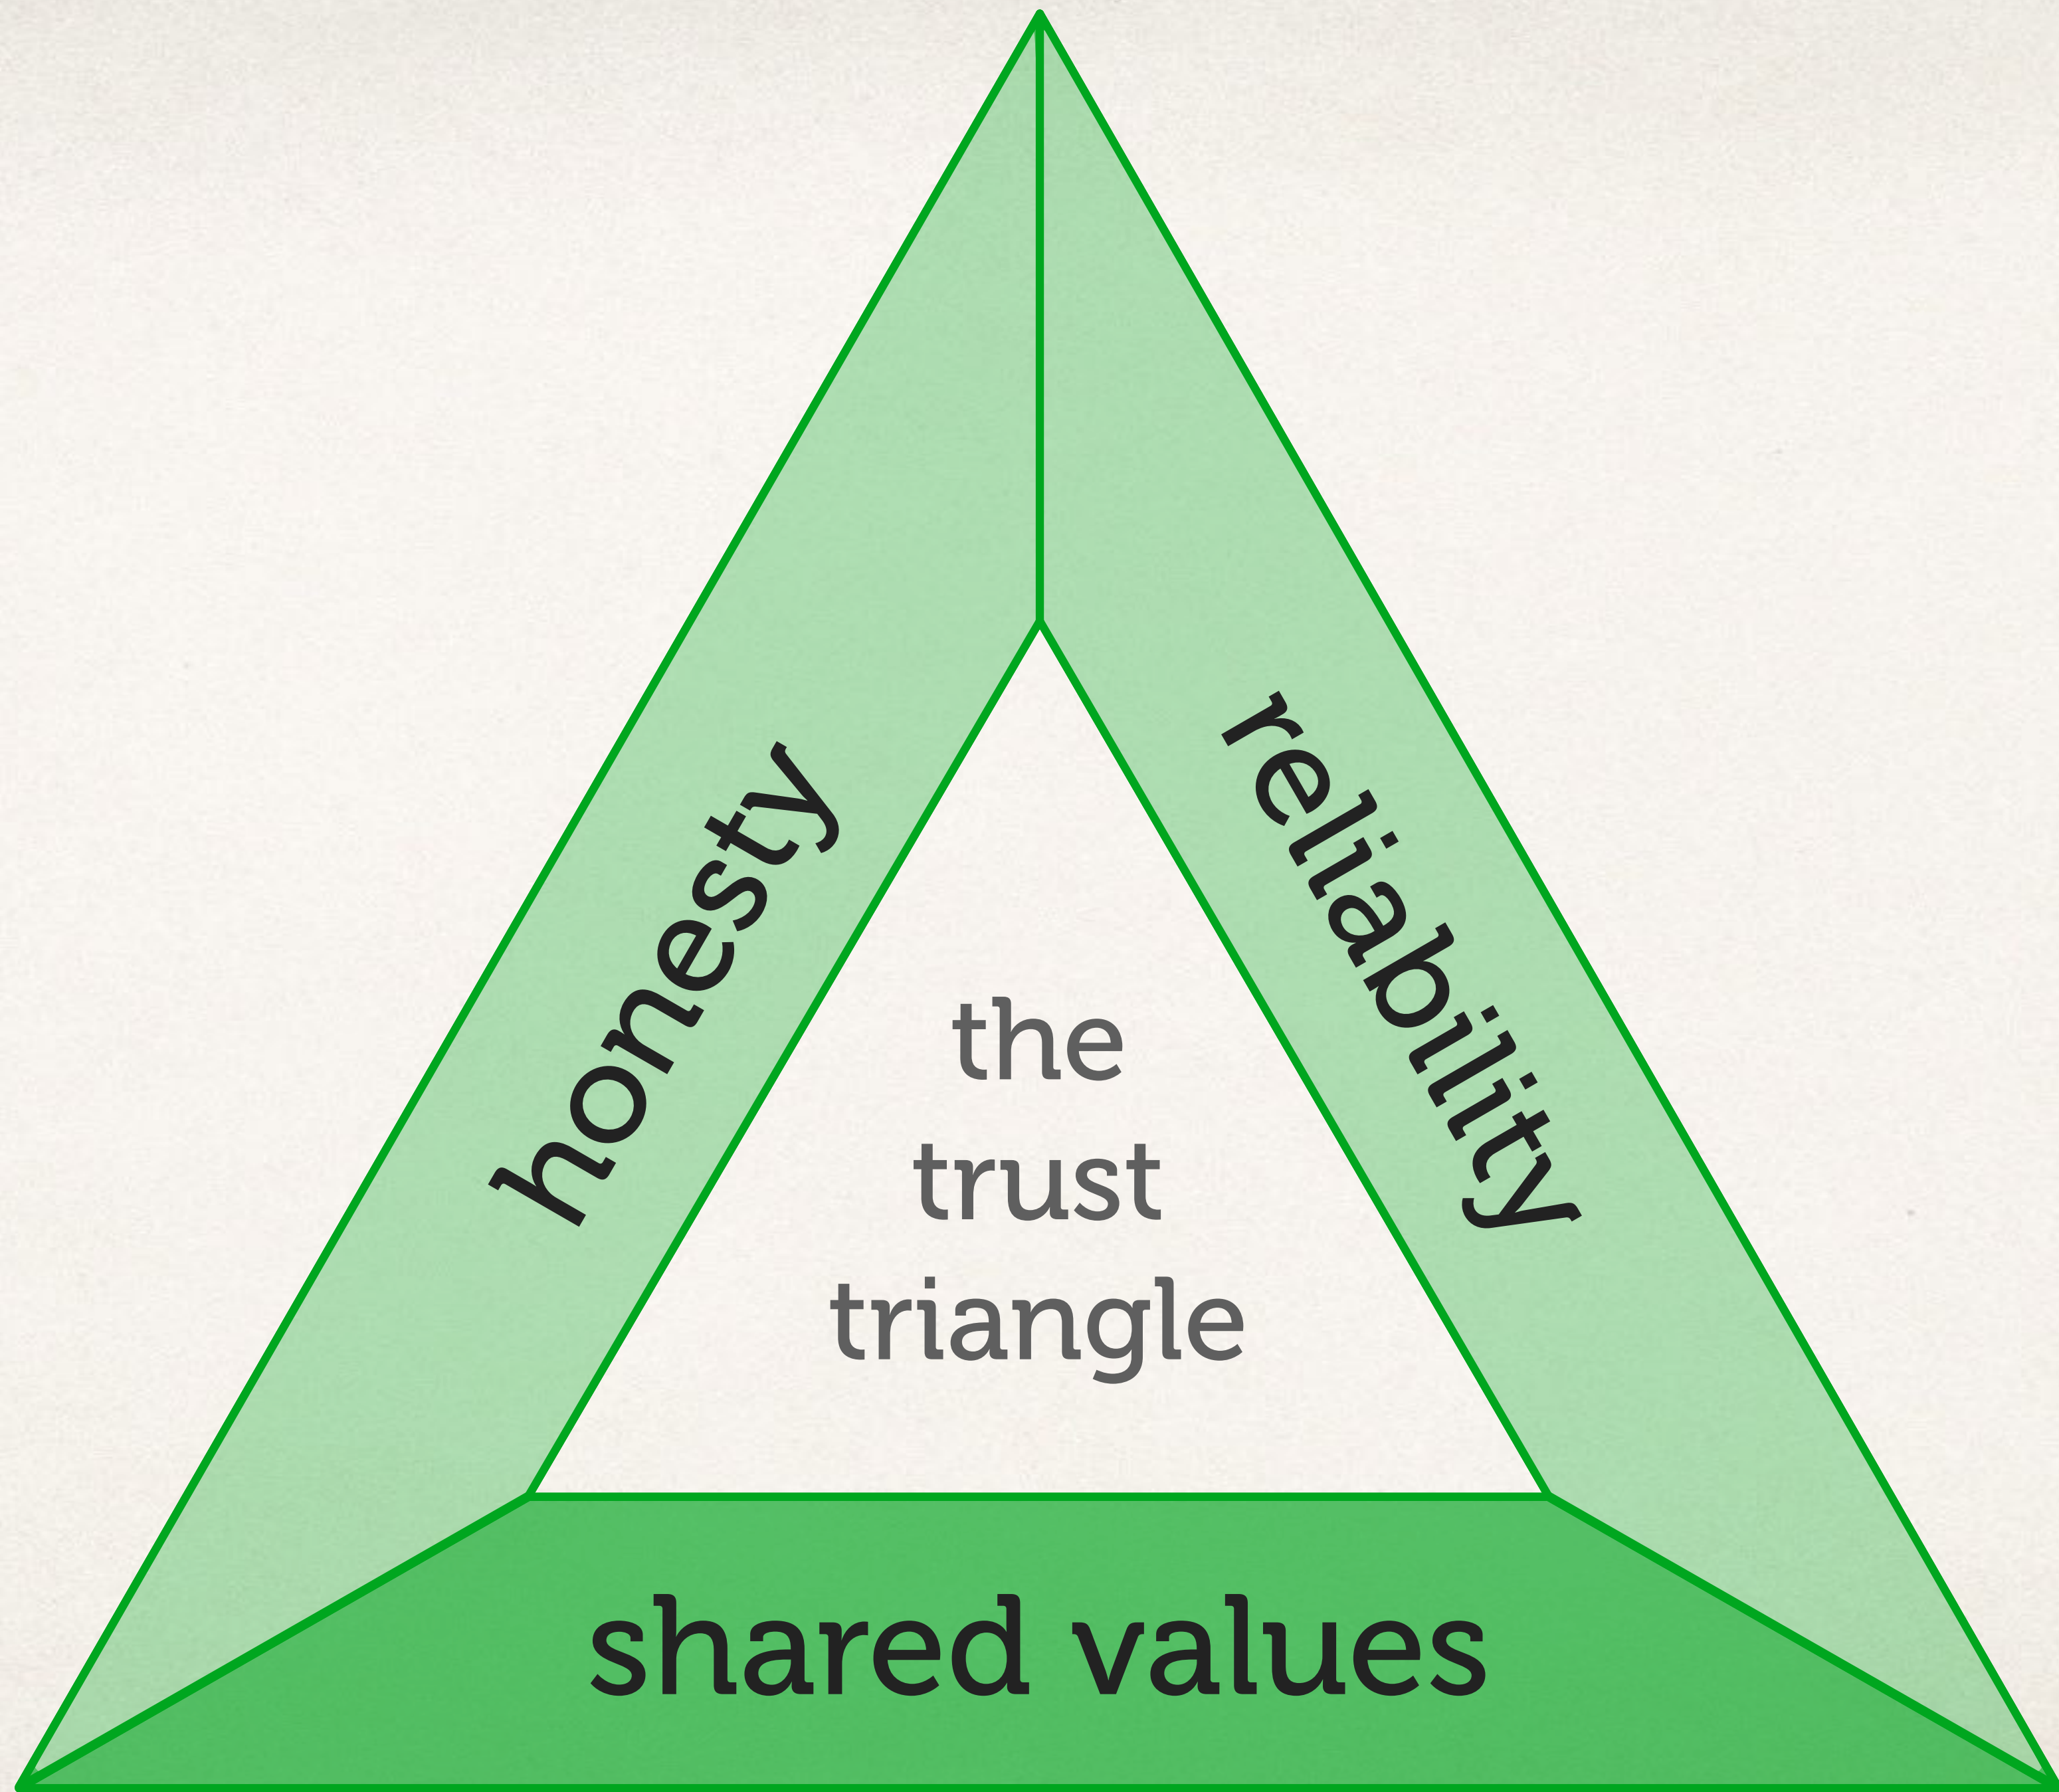 honesty
reliability
the
trust
triangle
shared values